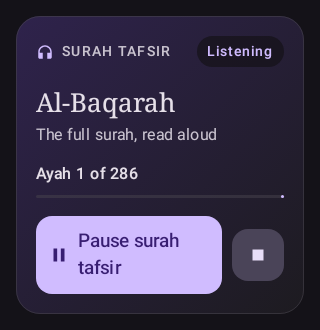 SURAH TAFSIR
Listening
Al-Baqarah
The full surah, read aloud
Ayah 1 of 286
Pause surah
tafsir